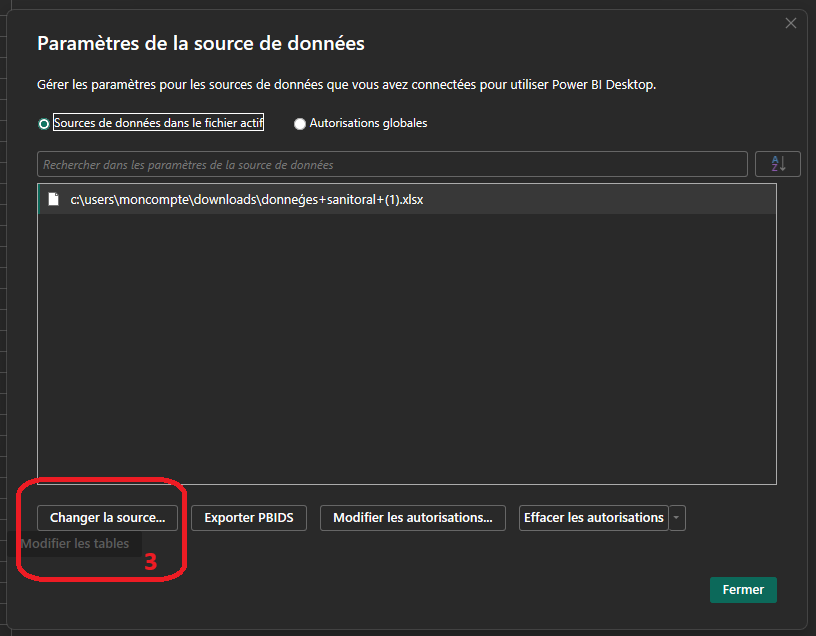 Paramètres de la source de données
Gérer les paramètres pour les sources de données que vous avez connectées pour utiliser Power BI Desktop.
Sources de données dans le fichier actif
Autorisations globales
Rechercher dans les paramètres de la source de données
A
Z
c:\users\moncompte\downloads\donneģes+sanitoral+(1).xlsx
Changer la source...
Exporter PBIDS
Modifier les autorisations...
Effacer les autorisations
Modifier les tables
3
Fermer